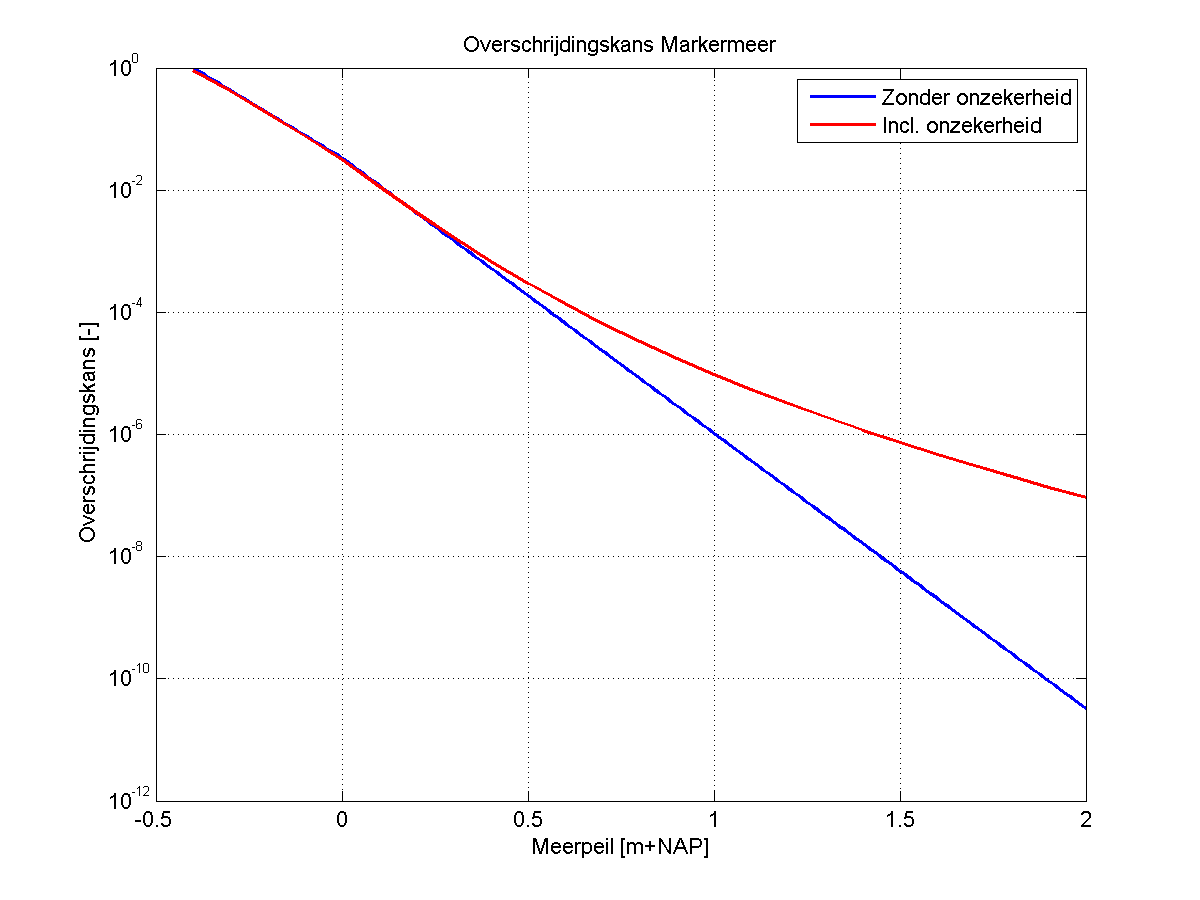 Overschrijdingskans Markermeer
Zonder onzekerheid
Incl. onzekerheid
Overschrijdingskans [-]
10^0
10^-2
10^-4
10^-6
10^-8
10^-10
10^-12
-0.5 0 0.5 1 1.5 2
Meerpeil [m+NAP]